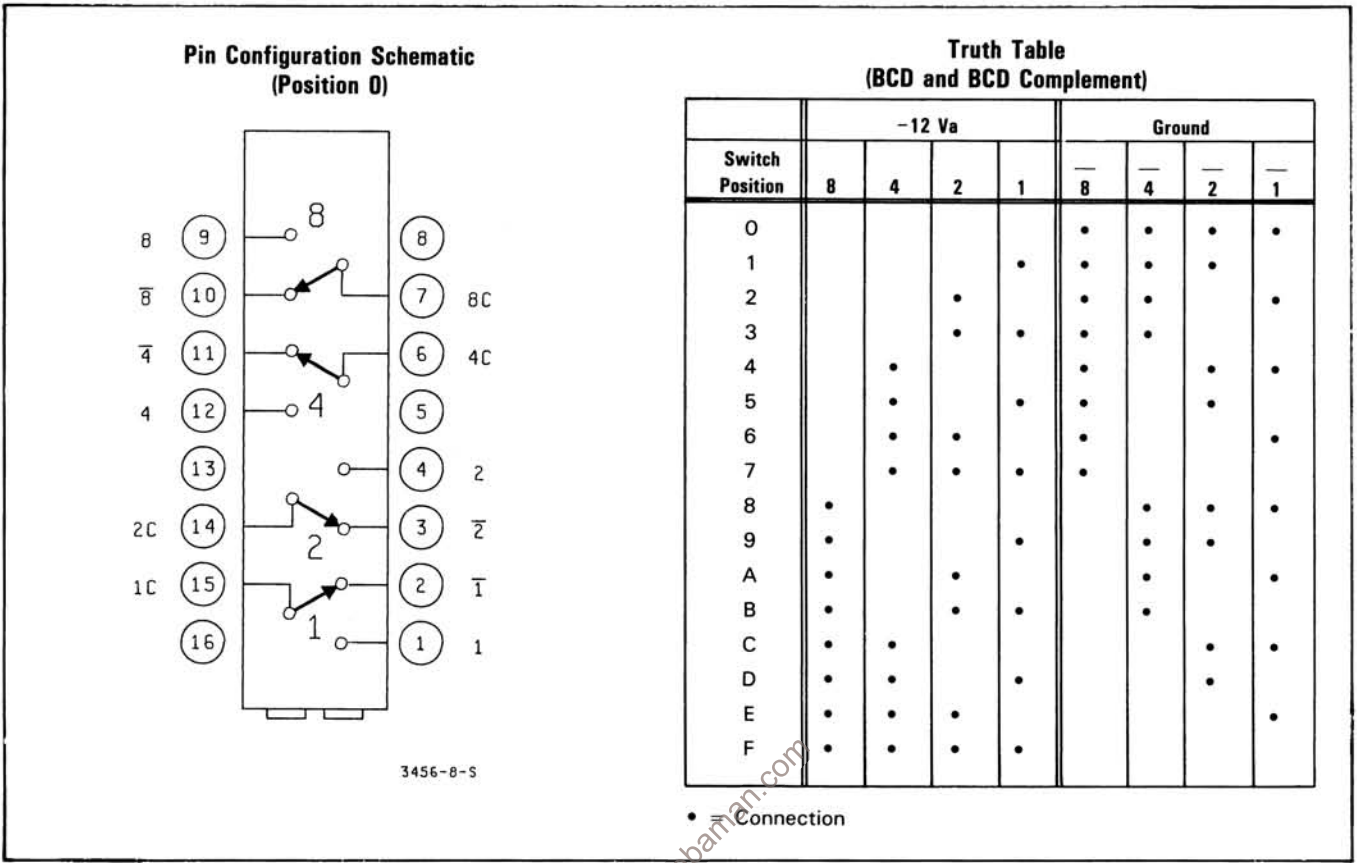 Pin Configuration Schematic
(Position 0)
8 9 8 8
8̅ 10 7 8C
4̅ 11 6 4C
4 12 4 5
13 4 2
2C 14 3 2̅
2
1C 15 2 1̅
16 1 1 1
3456-8-S
Truth Table
(BCD and BCD Complement)
−12 Va Ground
Switch
Position 8 4 2 1 8̅ 4̅ 2̅ 1̅
0 • • • •
1 • • • •
2 • • • •
3 • • • •
4 • • • •
5 • • • •
6 • • • •
7 • • • •
8 • • • •
9 • • • •
A • • • •
B • • • •
C • • • •
D • • • •
E • • • •
F • • • •
• = Connection